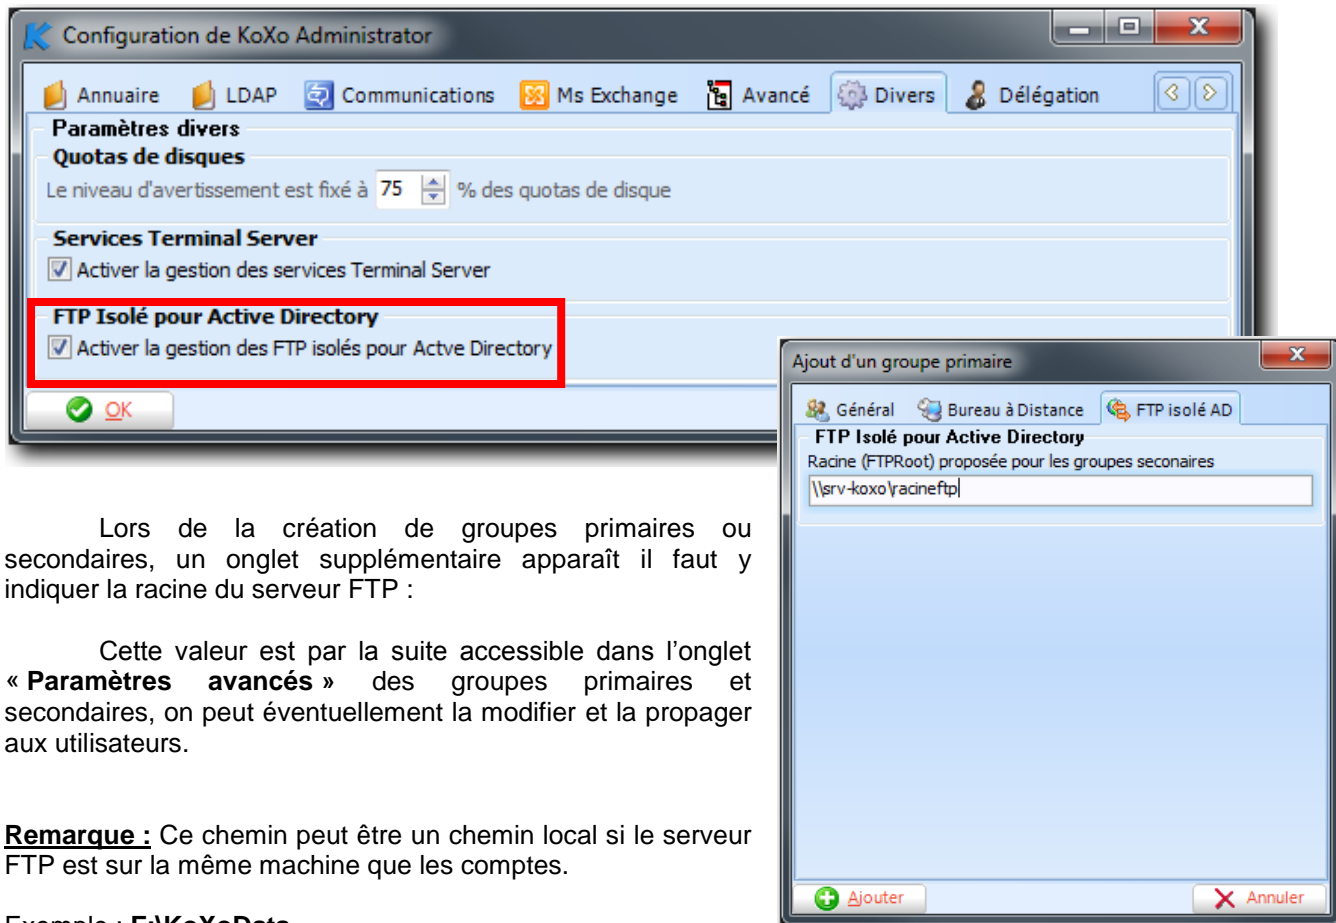 Configuration de KoXo Administrator
Annuaire LDAP Communications Ms Exchange Avancé Divers Délégation
Paramètres divers
Quotas de disques
Le niveau d'avertissement est fixé à 75 % des quotas de disque
Services Terminal Server
Activer la gestion des services Terminal Server
FTP Isolé pour Active Directory
Activer la gestion des FTP isolés pour Actve Directory
OK
Ajout d'un groupe primaire
Général Bureau à Distance FTP isolé AD
FTP Isolé pour Active Directory
Racine (FTPRoot) proposée pour les groupes seconaires
\\srv-koxo\racineftp
Ajouter Annuler
Lors de la création de groupes primaires ou
secondaires, un onglet supplémentaire apparaît il faut y
indiquer la racine du serveur FTP :
Cette valeur est par la suite accessible dans l'onglet
« Paramètres avancés » des groupes primaires et
secondaires, on peut éventuellement la modifier et la propager
aux utilisateurs.
Remarque : Ce chemin peut être un chemin local si le serveur
FTP est sur la même machine que les comptes.
Exemple : F:\KoXoData